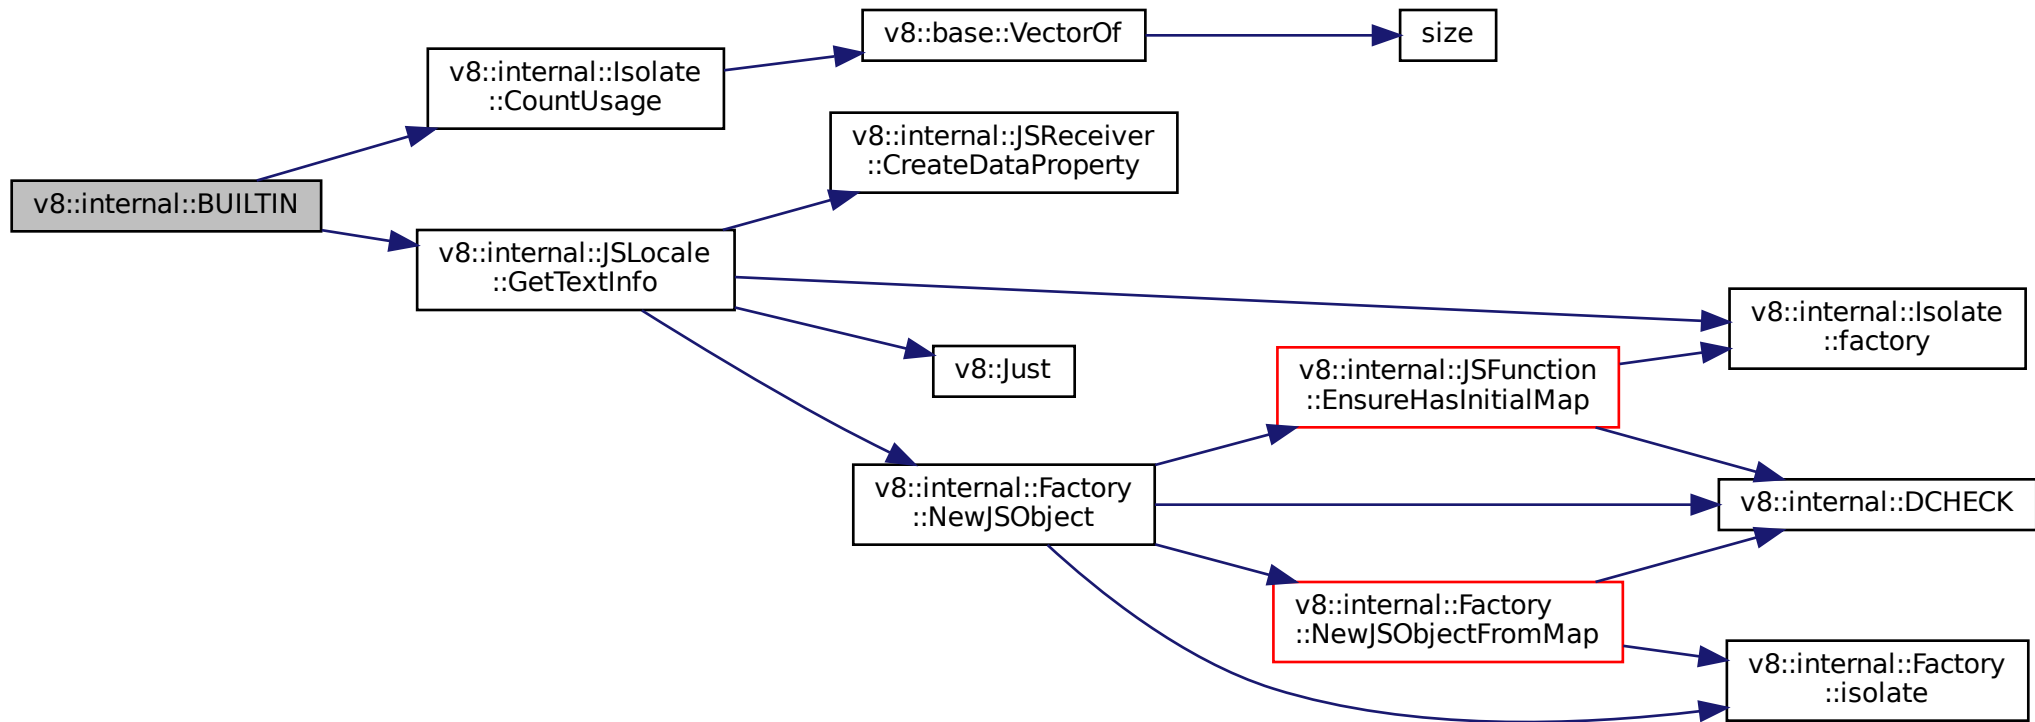 v8::base::VectorOf
size
v8::internal::Isolate
::CountUsage
v8::internal::JSReceiver
::CreateDataProperty
v8::internal::BUILTIN
v8::internal::JSLocale
::GetTextInfo
v8::internal::Isolate
::factory
v8::Just
v8::internal::JSFunction
::EnsureHasInitialMap
v8::internal::Factory
::NewJSObject
v8::internal::DCHECK
v8::internal::Factory
::NewJSObjectFromMap
v8::internal::Factory
::isolate